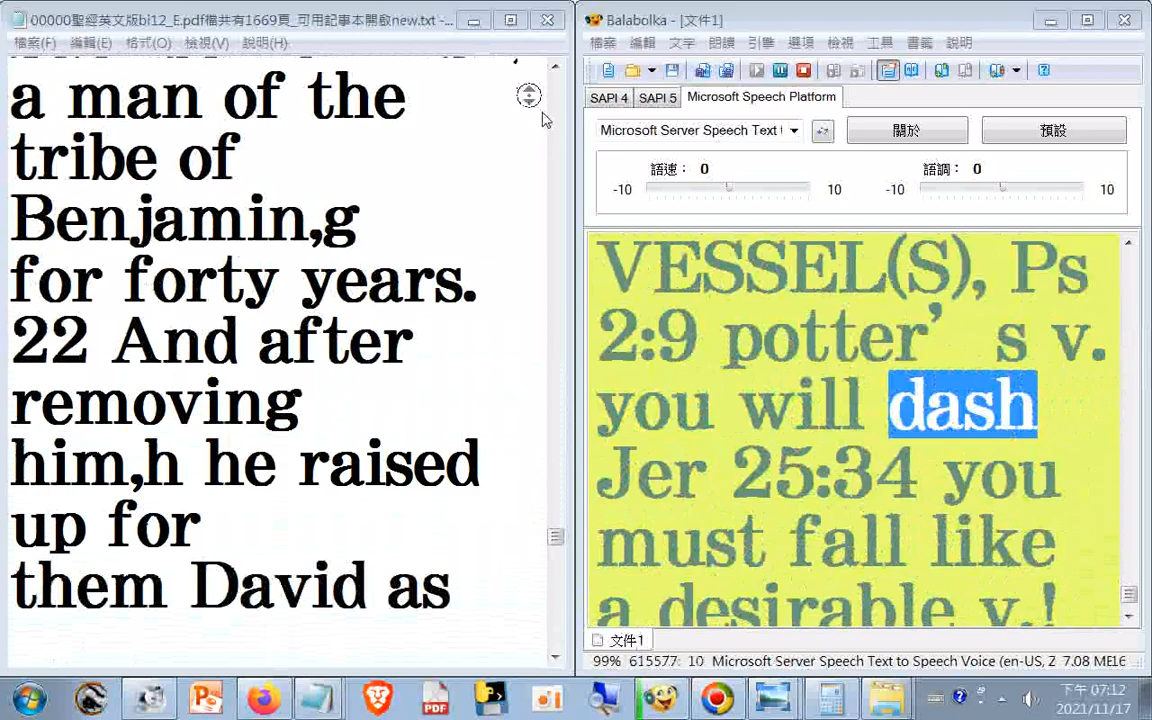 00000聖經英文版bi12_E.pdf檔共有1669頁_可用記事本開啟new.txt -...
檔案(F) 編輯(E) 格式(O) 檢視(V) 說明(H)
a man of the
tribe of
Benjamin,g
for forty years.
22 And after
removing
him,h he raised
up for
them David as
Balabolka - [文件1]
檔案 編輯 文字 朗讀 引擎 選項 檢視 工具 書籤 說明
SAPI 4 SAPI 5 Microsoft Speech Platform
Microsoft Server Speech Text 關於 預設
語速： 0 語調： 0
-10 10 -10 10
VESSEL(S), Ps
2:9 potter’s v.
you will dash
Jer 25:34 you
must fall like
a desirable v.!
文件1
99% 615577: 10 Microsoft Server Speech Text to Speech Voice (en-US, Z 7.08 ME16
PDF
下午 07:12
2021/11/17